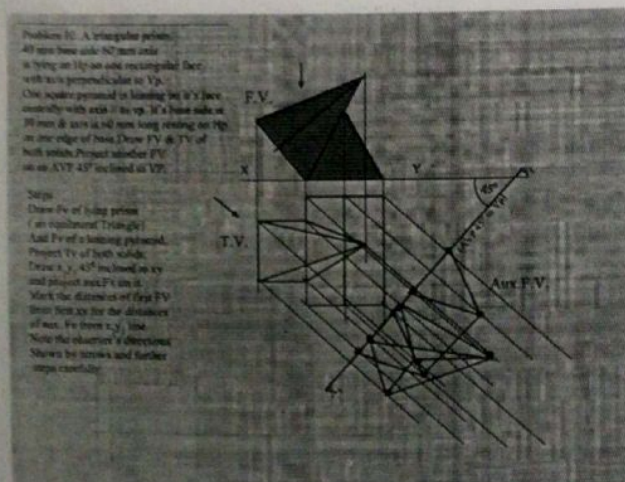 Problem 10: A triangular prism,
40 mm base side 60 mm axis
is lying on Hp on one rectangular face
with axis perpendicular to Vp.
One square pyramid is leaning on it's face
centrally with axis // to vp. It's base side is
30 mm & axis is 60 mm long resting on Hp
on one edge of base. Draw FV & TV of
both solids. Project another FV
on an AVP 45° inclined to VP.
Steps
Draw Fv of lying prism
(an equilateral Triangle)
And Fv of a leaning pyramid.
Project Tv of both solids.
Draw x₁y₁ 45° inclined to xy
and project aux.Fv on it.
Mark the distances of first FV
from first xy for the distances
of aux. Fv from x₁y₁ line.
Note the observer's directions
Shown by arrows and further
steps carefully.
F.V.
X
Y
45°
(AVP 45° to Vp)
T.V.
Aux.F.V.